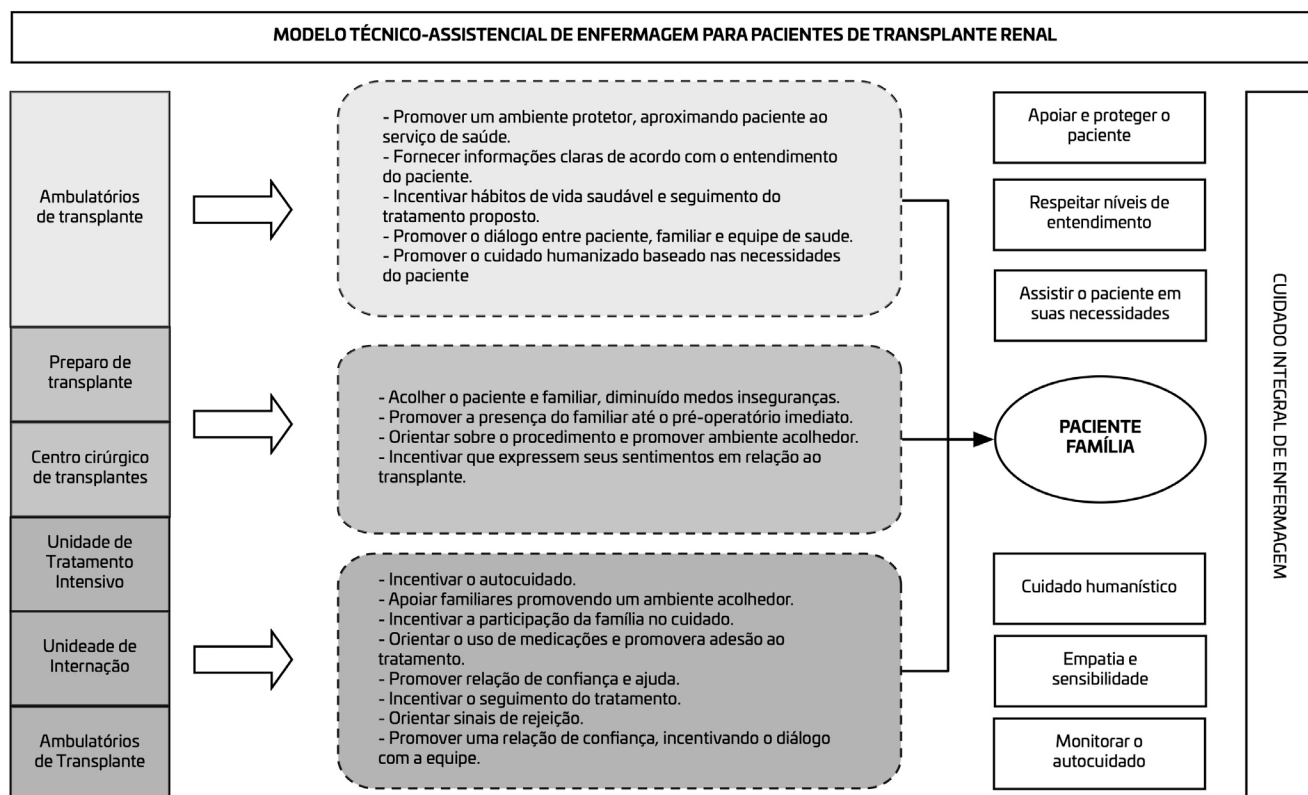 MODELO TÉCNICO-ASSISTENCIAL DE ENFERMAGEM PARA PACIENTES DE TRANSPLANTE RENAL
Ambulatórios
de transplante
- Promover um ambiente protetor, aproximando paciente ao
serviço de saúde.
- Fornecer informações claras de acordo com o entendimento
do paciente.
- Incentivar hábitos de vida saudável e seguimento do
tratamento proposto.
- Promover o diálogo entre paciente, familiar e equipe de saude.
- Promover o cuidado humanizado baseado nas necessidades
do paciente
Apoiar e proteger o
paciente
Respeitar níveis de
entendimento
Assistir o paciente em
suas necessidades
Preparo de
transplante
Centro cirúrgico
de transplantes
- Acolher o paciente e familiar, diminuído medos inseguranças.
- Promover a presença do familiar até o pré-operatório imediato.
- Orientar sobre o procedimento e promover ambiente acolhedor.
- Incentivar que expressem seus sentimentos em relação ao
transplante.
PACIENTE
FAMÍLIA
Unidade de
Tratamento
Intensivo
Unideade de
Internação
Ambulatórios
de Transplante
- Incentivar o autocuidado.
- Apoiar familiares promovendo um ambiente acolhedor.
- Incentivar a participação da família no cuidado.
- Orientar o uso de medicações e promovera adesão ao
tratamento.
- Promover relação de confiança e ajuda.
- Incentivar o seguimento do tratamento.
- Orientar sinais de rejeição.
- Promover uma relação de confiança, incentivando o diálogo
com a equipe.
Cuidado humanístico
Empatia e
sensibilidade
Monitorar o
autocuidado
CUIDADO INTEGRAL DE ENFERMAGEM